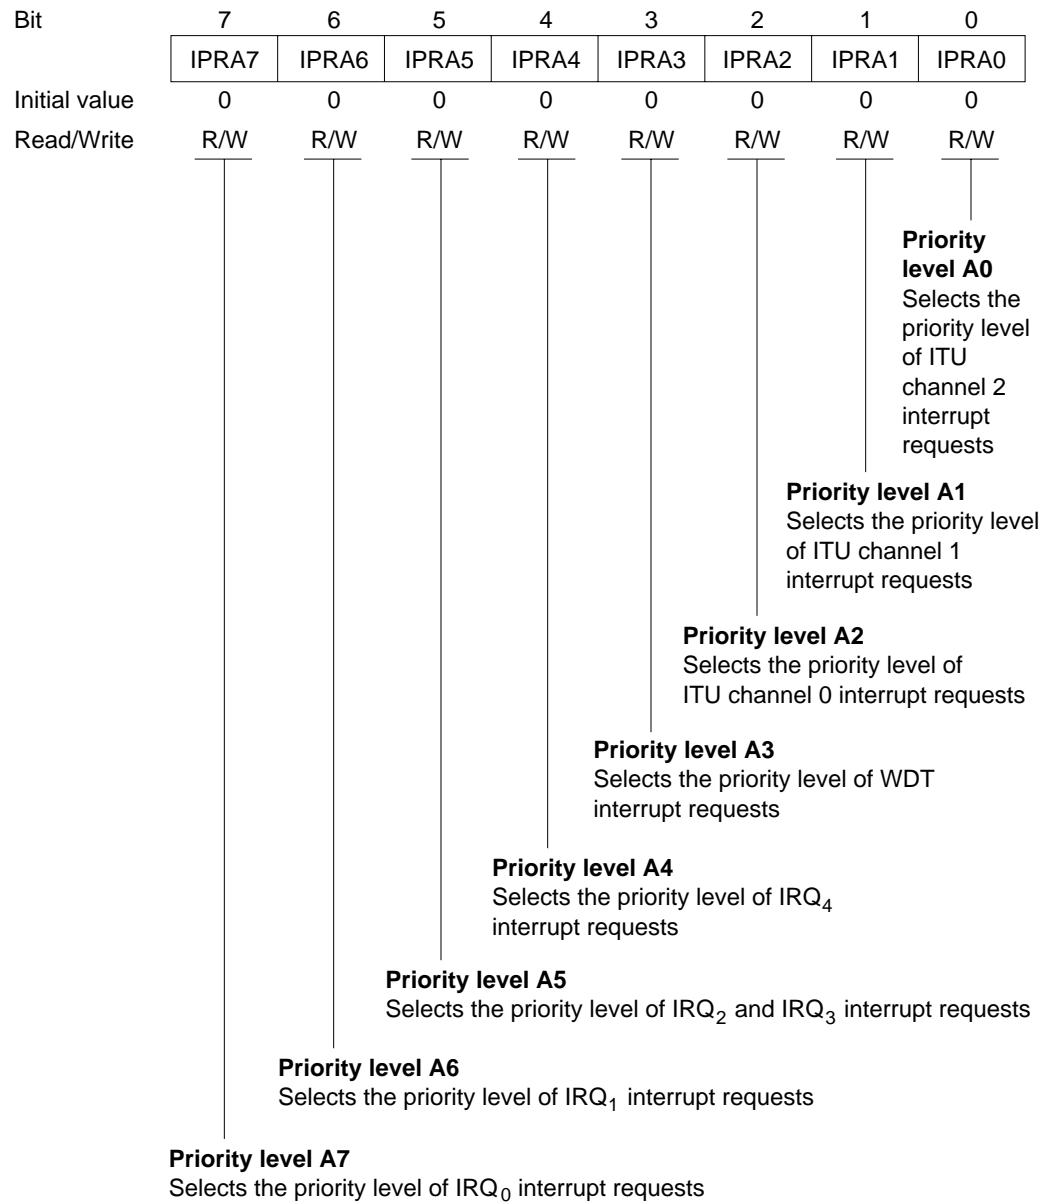 Bit 7 6 5 4 3 2 1 0
IPRA7 IPRA6 IPRA5 IPRA4 IPRA3 IPRA2 IPRA1 IPRA0
Initial value 0 0 0 0 0 0 0 0
Read/Write R/W R/W R/W R/W R/W R/W R/W R/W
Priority
level A0
Selects the
priority level
of ITU
channel 2
interrupt
requests
Priority level A1
Selects the priority level
of ITU channel 1
interrupt requests
Priority level A2
Selects the priority level of
ITU channel 0 interrupt requests
Priority level A3
Selects the priority level of WDT
interrupt requests
Priority level A4
Selects the priority level of IRQ₄
interrupt requests
Priority level A5
Selects the priority level of IRQ₂ and IRQ₃ interrupt requests
Priority level A6
Selects the priority level of IRQ₁ interrupt requests
Priority level A7
Selects the priority level of IRQ₀ interrupt requests